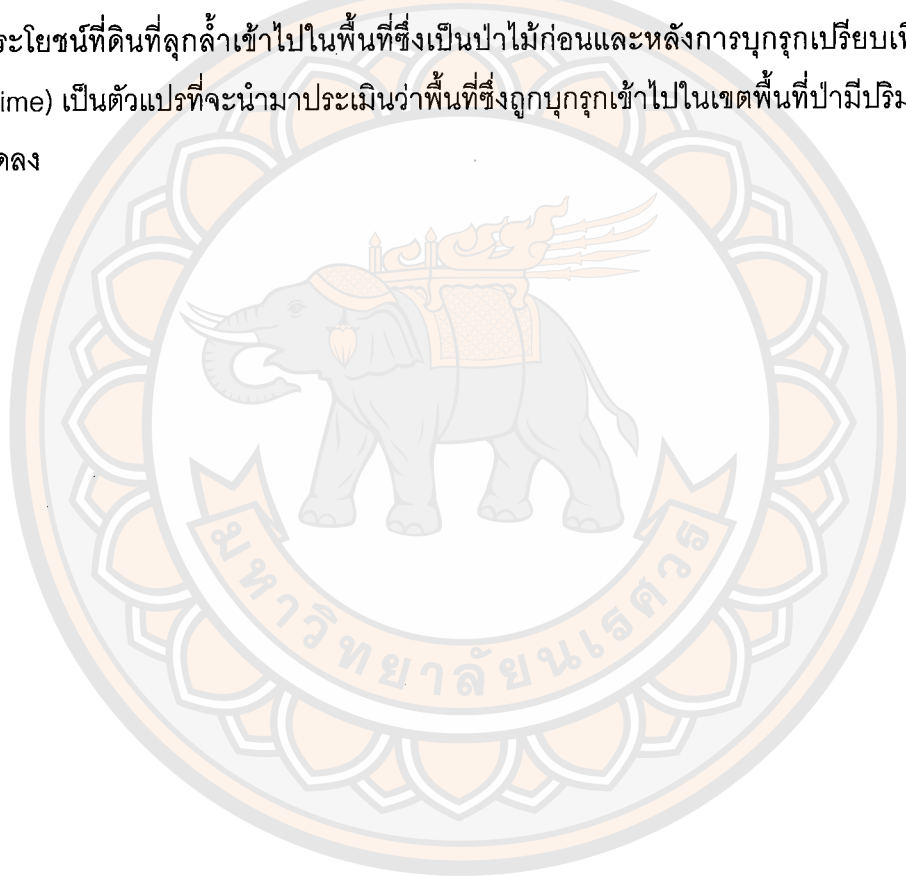 ระโยชน์ที่ดินที่ลุกล้ำเข้าไปในพื้นที่ซึ่งเป็นป่าไม้ก่อนและหลังการบุกรุกเปรียบเที
ime) เป็นตัวแปรที่จะนำมาประเมินว่าพื้นที่ซึ่งถูกบุกรุกเข้าไปในเขตพื้นที่ป่ามีปริม
ดลง
มหาวิทยาลัยนเรศวร